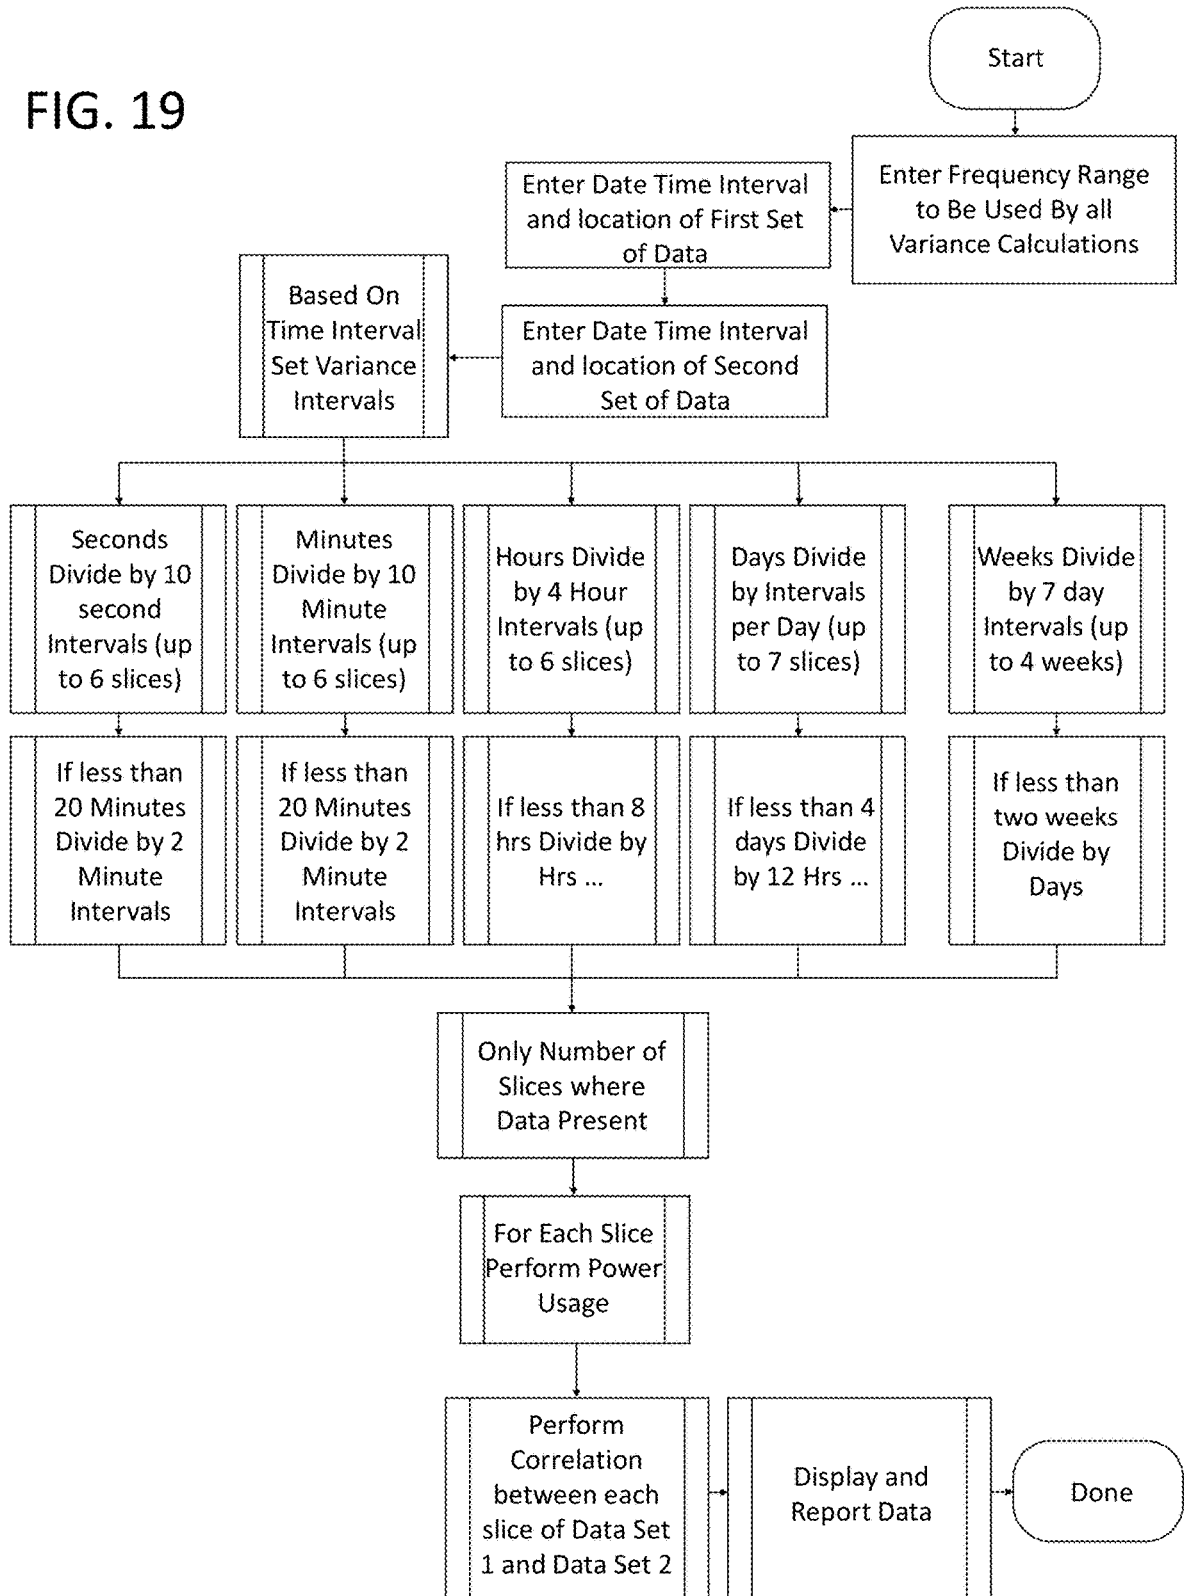 FIG. 19
Start
Enter Frequency Range
to Be Used By all
Variance Calculations
Enter Date Time Interval
and location of First Set
of Data
Enter Date Time Interval
and location of Second
Set of Data
Based On
Time Interval
Set Variance
Intervals
Seconds
Divide by 10
second
Intervals (up
to 6 slices)
Minutes
Divide by 10
Minute
Intervals (up
to 6 slices)
Hours Divide
by 4 Hour
Intervals (up
to 6 slices)
Days Divide
by Intervals
per Day (up
to 7 slices)
Weeks Divide
by 7 day
Intervals (up
to 4 weeks)
If less than
20 Minutes
Divide by 2
Minute
Intervals
If less than
20 Minutes
Divide by 2
Minute
Intervals
If less than 8
hrs Divide by
Hrs ...
If less than 4
days Divide
by 12 Hrs ...
If less than
two weeks
Divide by
Days
Only Number of
Slices where
Data Present
For Each Slice
Perform Power
Usage
Perform
Correlation
between each
slice of Data Set
1 and Data Set 2
Display and
Report Data
Done